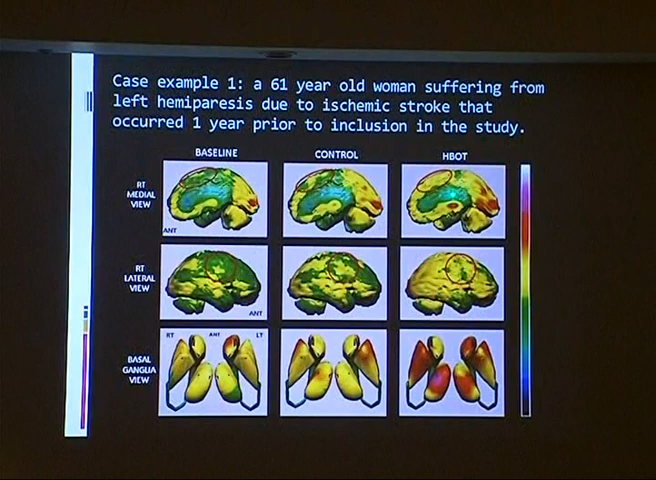 Case example 1: a 61 year old woman suffering from
left hemiparesis due to ischemic stroke that
occurred 1 year prior to inclusion in the study.
BASELINE CONTROL HBOT
RT
MEDIAL
VIEW
ANT
RT
LATERAL
VIEW
ANT
RT ANT LT
BASAL
GANGLIA
VIEW